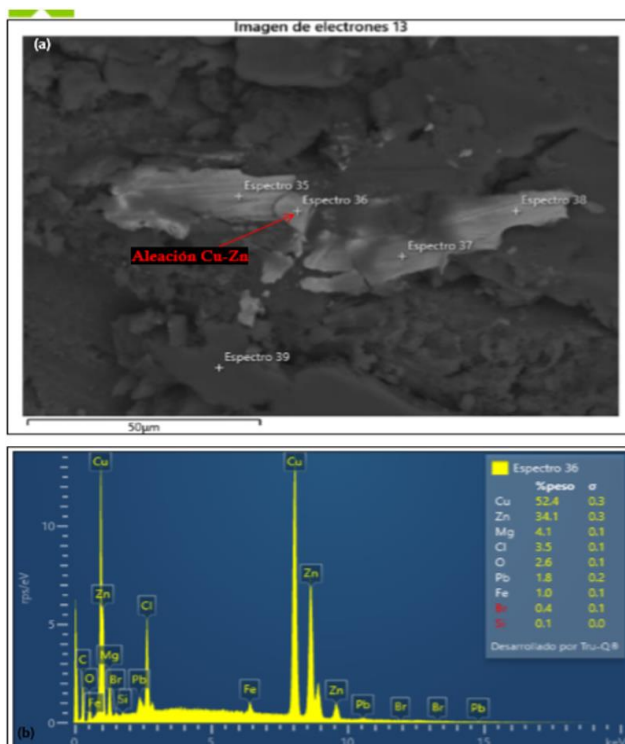 Imagen de electrones 13
(a)
Espectro 35
Espectro 36
Espectro 38
Aleación Cu-Zn
Espectro 37
Espectro 39
50µm
Cu
Cu
Zn
Zn
Cl
C
O
Fe
Mg
Br
Si
Pb
Fe
Zn
Pb
Br
Br
Pb
rps/eV
10
5
0
0
5
10
15
keV
(b)
Espectro 36
%peso σ
Cu 52.4 0.3
Zn 34.1 0.3
Mg 4.1 0.1
Cl 3.5 0.1
O 2.6 0.1
Pb 1.8 0.2
Fe 1.0 0.1
Br 0.4 0.1
Si 0.1 0.0
Desarrollado por Tru-Q®